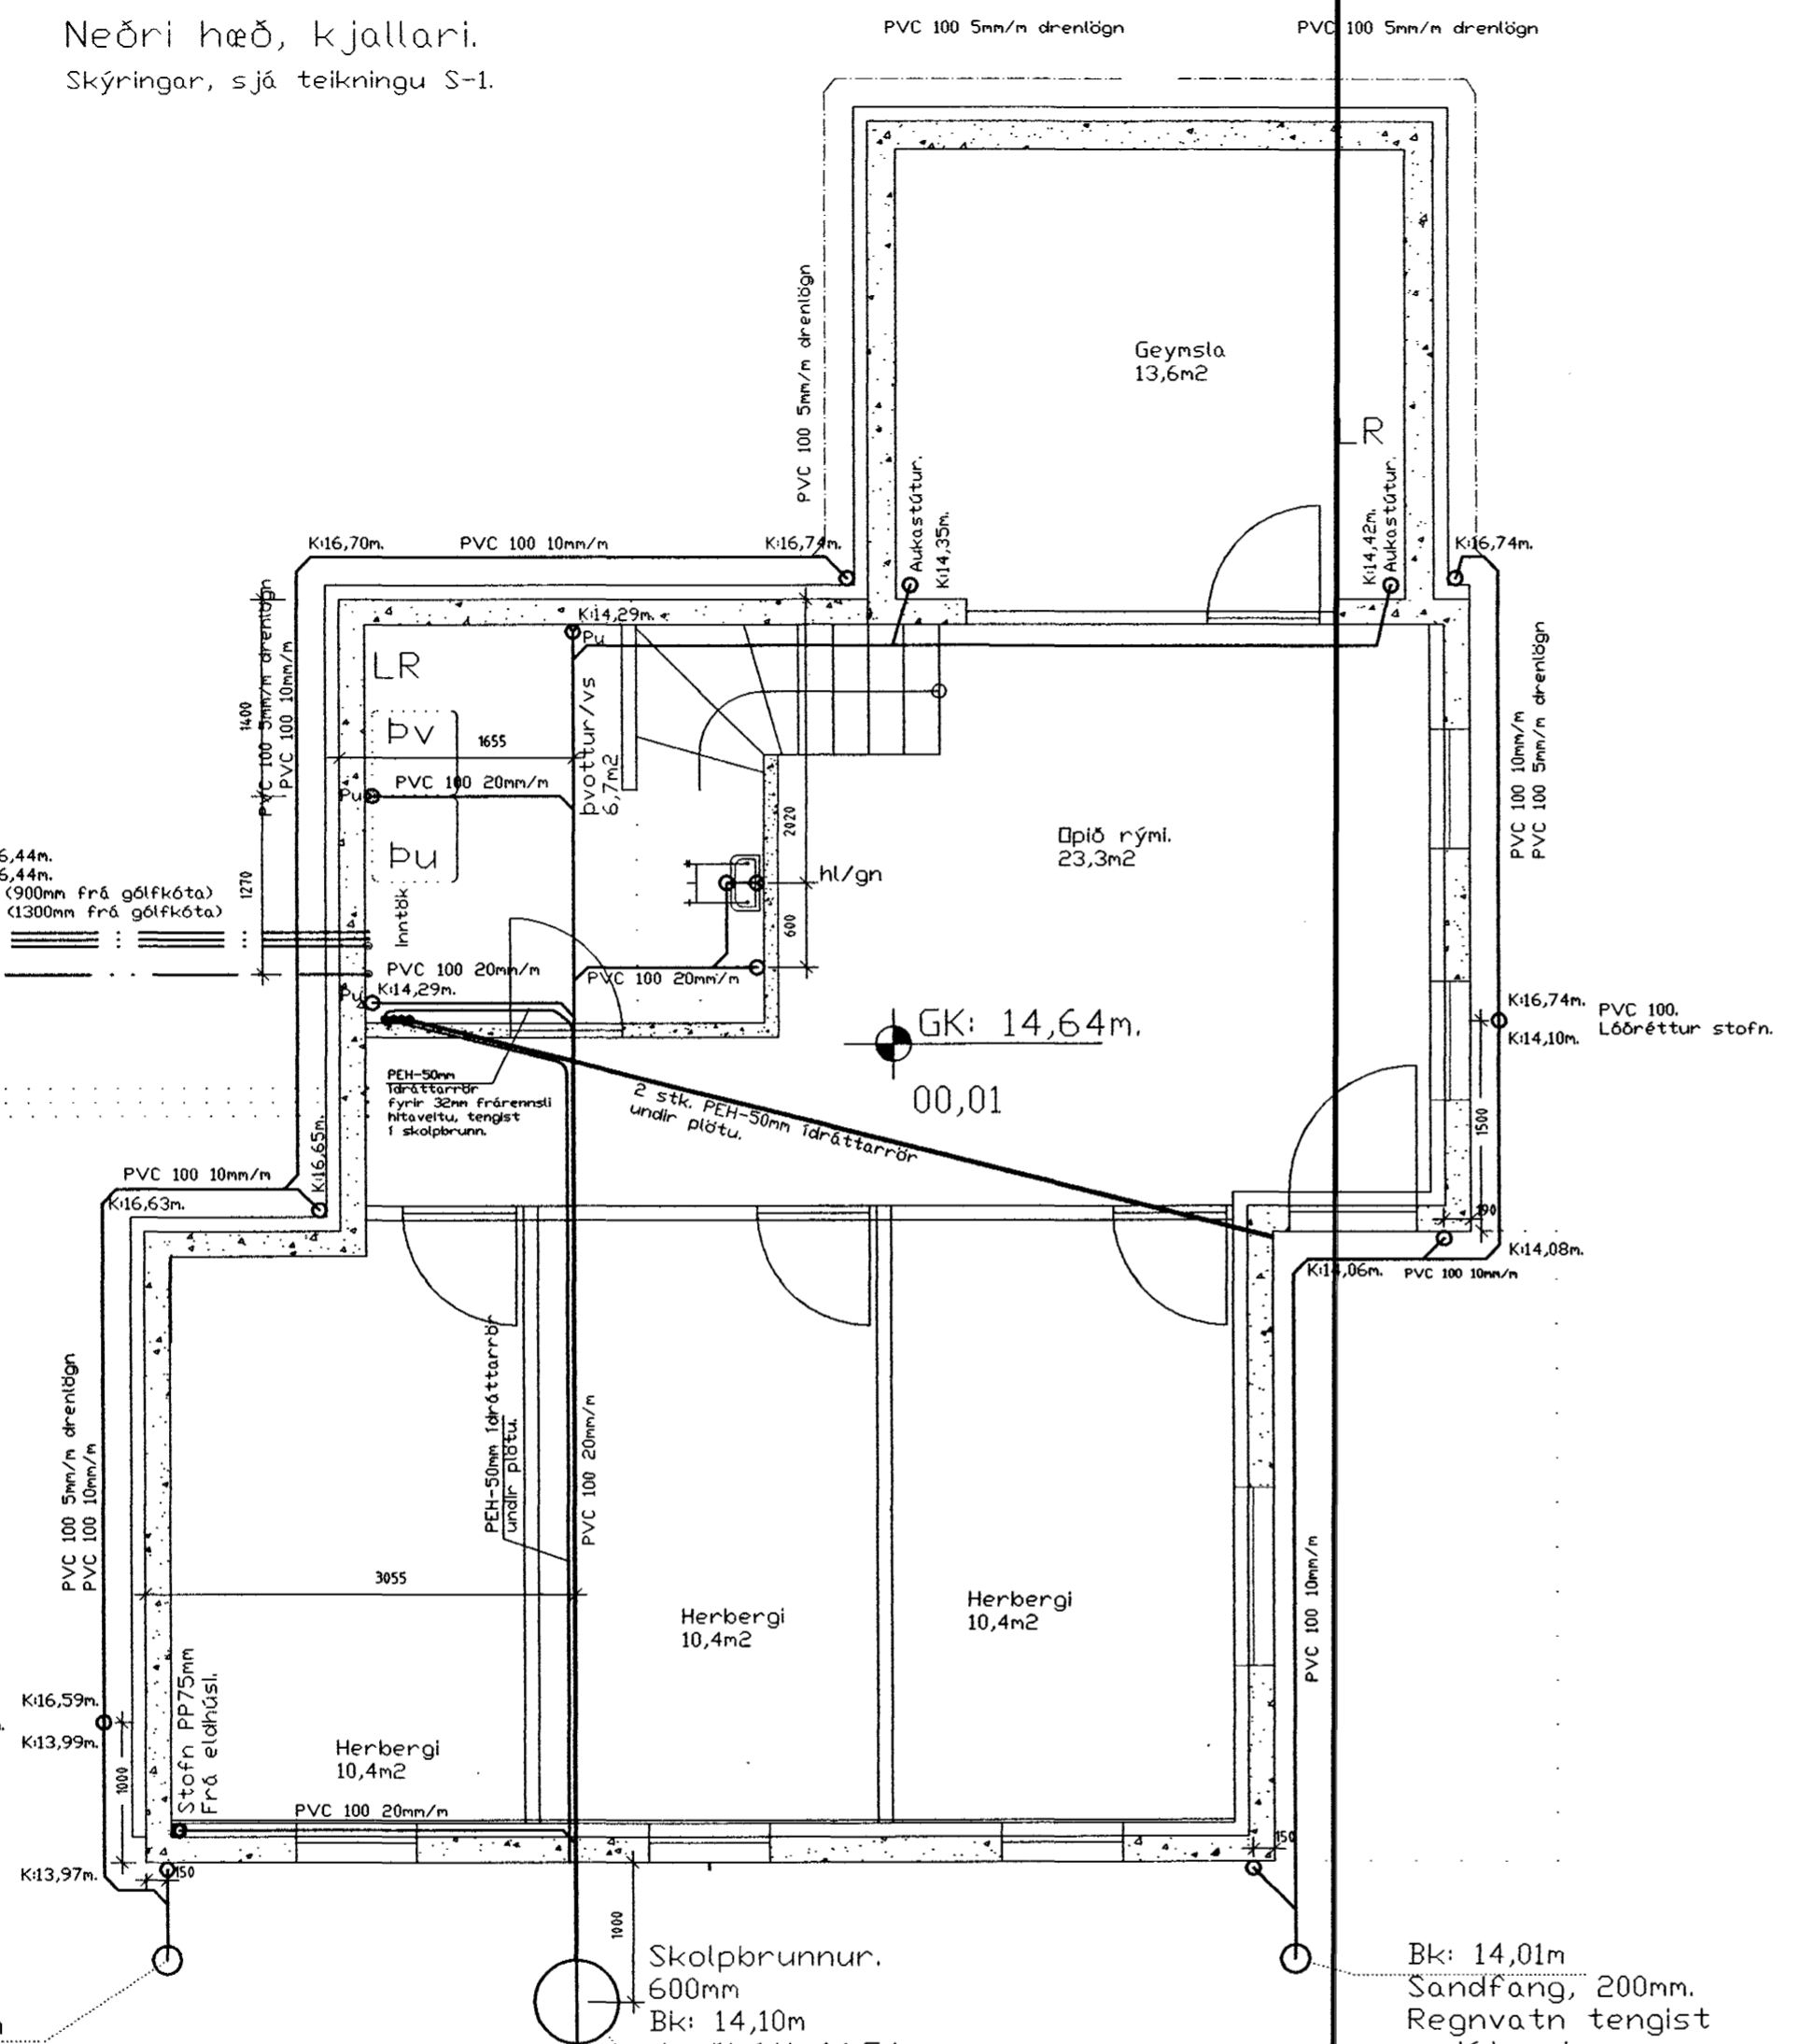 Neðri hæð, kjallari.
Skýringar, sjá teikningu S-1.
PVC 100 5mm/m drenlögn
PVC 100 5mm/m drenlögn
PVC 100 5mm/m drenlögn
Geymsla
13,6m2
LR
Aukastútur.
K:14,35m.
K:14,42m.
Aukastútur.
K:16,74m.
K:16,70m.
PVC 100 10mm/m
K:16,74m.
K:14,29m.
Pu
LR
PVC 100 5mm/m drenlögn
PVC 100 10mm/m
1400
Þv
1655
þvottur/vs
6,7m2
PVC 100 20mm/m
Pu
Þu
2020
Opið rými.
23,3m2
PVC 100 10mm/m
PVC 100 5mm/m drenlögn
hl/gn
600
6,44m.
6,44m.
(900mm frá gólfkóta)
(1300mm frá gólfkóta)
1270
Inntök
PVC 100 20mm/m
K:14,29m.
Pu
PVC 100 20mm/m
GK: 14,64m.
00,01
K:16,74m.
K:14,10m.
PVC 100.
Lóðréttur stofn.
PEH-50mm
ídráttarrör
fyrir 32mm frárennsli
hitaveitu, tengist
í skolpbrunn.
2 stk. PEH-50mm ídráttarrör
undir plötu.
1500
K:16,65m.
PVC 100 10mm/m
K:16,63m.
90
K:14,08m.
K:14,06m.
PVC 100 10mm/m
PEH-50mm ídráttarrör
undir plötu.
PVC 100 20mm/m
PVC 100 5mm/m drenlögn
PVC 100 10mm/m
PVC 100 10mm/m
3055
Herbergi
10,4m2
Herbergi
10,4m2
Stofn PP75mm
Frá eldhúsi.
K:16,59m.
K:13,99m.
1000
Herbergi
10,4m2
PVC 100 20mm/m
150
K:13,97m.
150
1000
Skolpbrunnur.
600mm
Bk: 14,10m
Bk: 14,01m
Sandfang, 200mm.
Regnvatn tengist